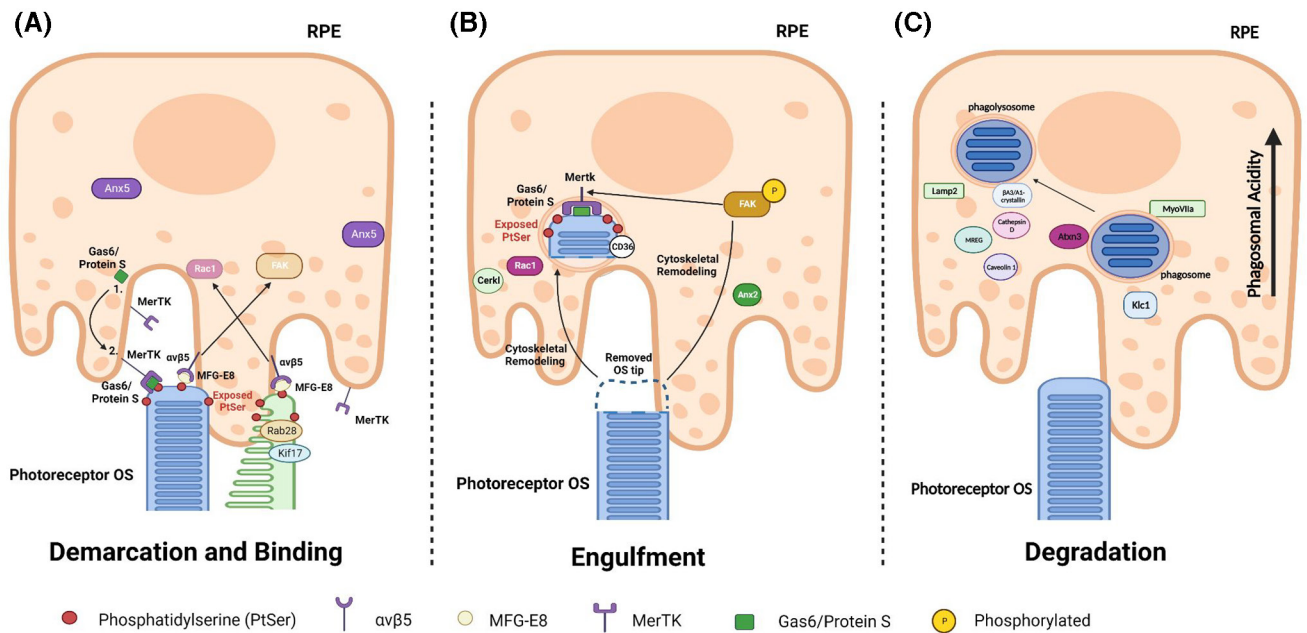 (A)
RPE
Anx5
Anx5
Gas6/
Protein S
1.
Rac1
FAK
MerTK
2.
MerTK
αvβ5
αvβ5
MFG-E8
MFG-E8
Gas6/
Protein S
Exposed
PtSer
MerTK
Rab28
Kif17
Photoreceptor OS
Demarcation and Binding
(B)
RPE
Mertk
Gas6/
Protein S
P
FAK
Exposed
PtSer
CD36
Rac1
Cerkl
Cytoskeletal
Remodeling
Anx2
Cytoskeletal
Remodeling
Removed
OS tip
Photoreceptor OS
Engulfment
(C)
RPE
phagolysosome
Lamp2
βA3/A1-
crystallin
Cathepsin
D
MREG
Caveolin 1
Atxn3
MyoVIIa
phagosome
Klc1
Phagosomal Acidity
Photoreceptor OS
Degradation
Phosphatidylserine (PtSer)
αvβ5
MFG-E8
MerTK
Gas6/Protein S
P
Phosphorylated